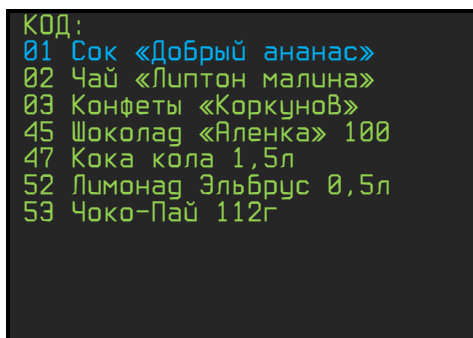 КОД:
01 Сок «Добрый ананас»
02 Чай «Липтон малина»
03 Конфеты «КоркуноВ»
45 Шоколад «Аленка» 100
47 Кока кола 1,5л
52 Лимонад Эльбрус 0,5л
53 Чоко-Пай 112г